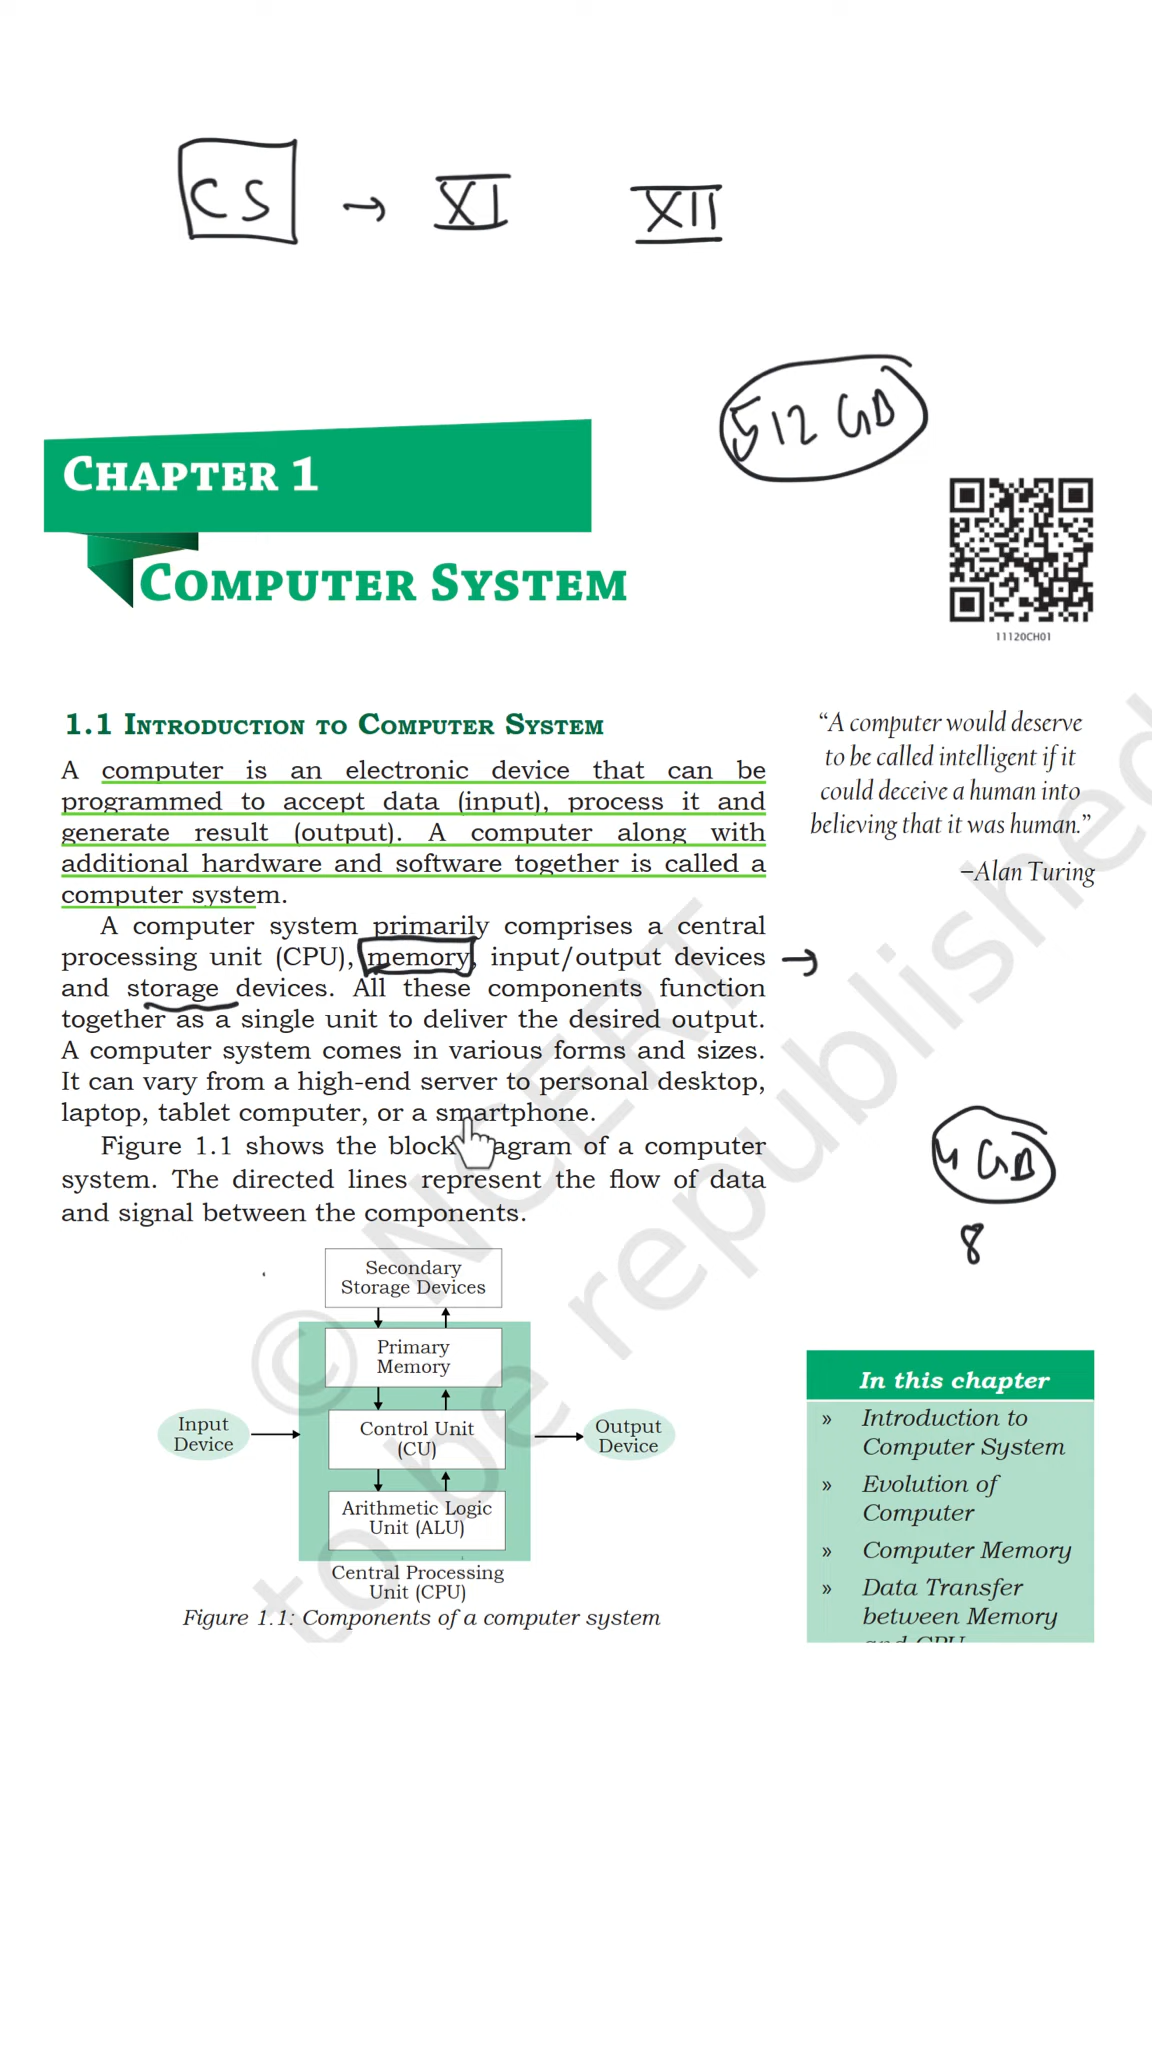 CS → XI XII
512 GB
CHAPTER 1
COMPUTER SYSTEM
11120CH01
1.1 INTRODUCTION TO COMPUTER SYSTEM
A computer is an electronic device that can be
programmed to accept data (input), process it and
generate result (output). A computer along with
additional hardware and software together is called a
computer system.
A computer system primarily comprises a central
processing unit (CPU), memory, input/output devices →
and storage devices. All these components function
together as a single unit to deliver the desired output.
A computer system comes in various forms and sizes.
It can vary from a high-end server to personal desktop,
laptop, tablet computer, or a smartphone.
Figure 1.1 shows the block agram of a computer
system. The directed lines represent the flow of data
and signal between the components.
“A computer would deserve
to be called intelligent if it
could deceive a human into
believing that it was human.”
–Alan Turing
4 GB
8
Secondary
Storage Devices
Primary
Memory
Control Unit
(CU)
Arithmetic Logic
Unit (ALU)
Input
Device
Output
Device
Central Processing
Unit (CPU)
Figure 1.1: Components of a computer system
In this chapter
» Introduction to
Computer System
» Evolution of
Computer
» Computer Memory
» Data Transfer
between Memory
and CPU
© NCERT
to be republished